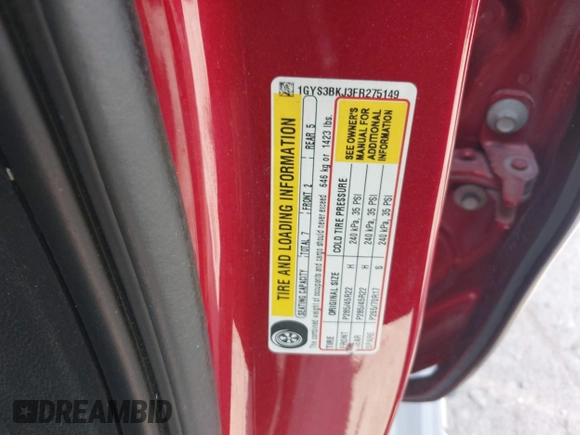 1GYS3BKJ3FR275149
TIRE AND LOADING INFORMATION
SEATING CAPACITY TOTAL 7 FRONT 2 REAR 5
The combined weight of occupants and cargo should never exceed 646 kg or 1423 lbs.
TIRE ORIGINAL SIZE COLD TIRE PRESSURE
FRONT P285/45R22 H 240 kPa, 35 PSI
REAR P285/45R22 H 240 kPa, 35 PSI
SPARE P265/70R17 S 240 kPa, 35 PSI
SEE OWNER'S
MANUAL FOR
ADDITIONAL
INFORMATION
DREAMBID